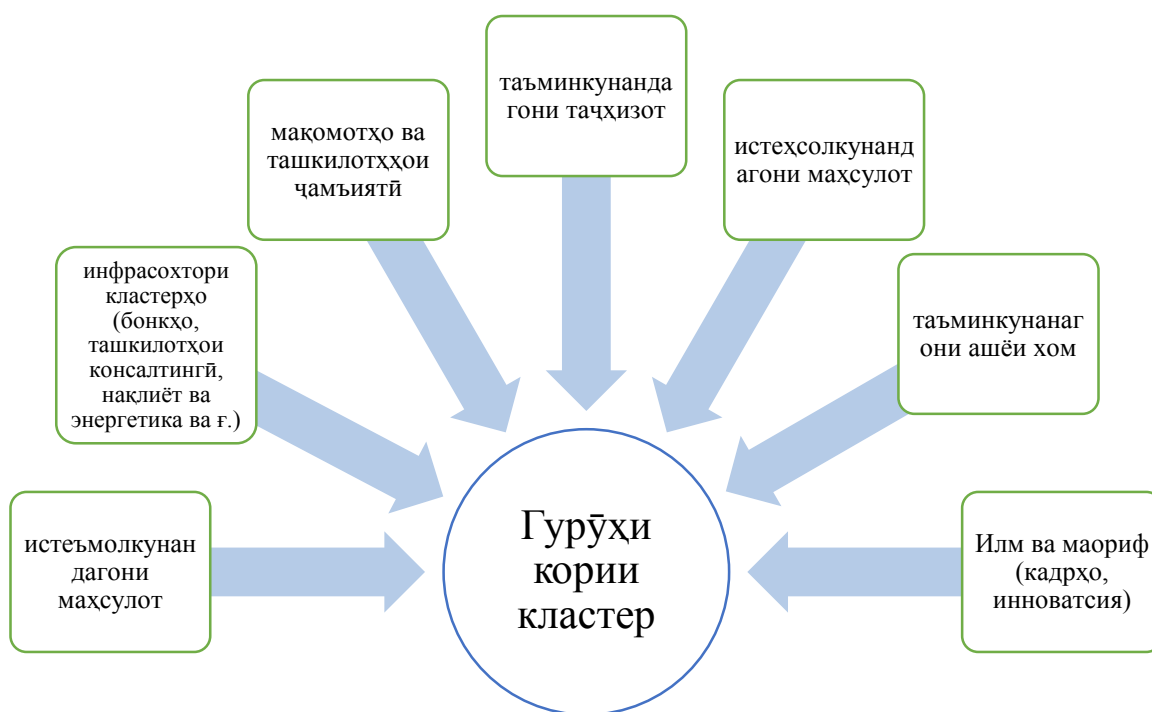 таъминкунанда
гони таҷҳизот
мақомотҳо ва
ташкилотҳҳои
ҷамъиятӣ
истеҳсолкунанд
агони маҳсулот
инфрасохтори
кластерҳо
(бонкҳо,
ташкилотҳои
консалтингӣ,
нақлиёт ва
энергетика ва ғ.)
таъминкунанаг
они ашёи хом
истеъмолкунан
дагони
маҳсулот
Гурӯҳи
кории
кластер
Илм ва маориф
(кадрҳо,
инноватсия)